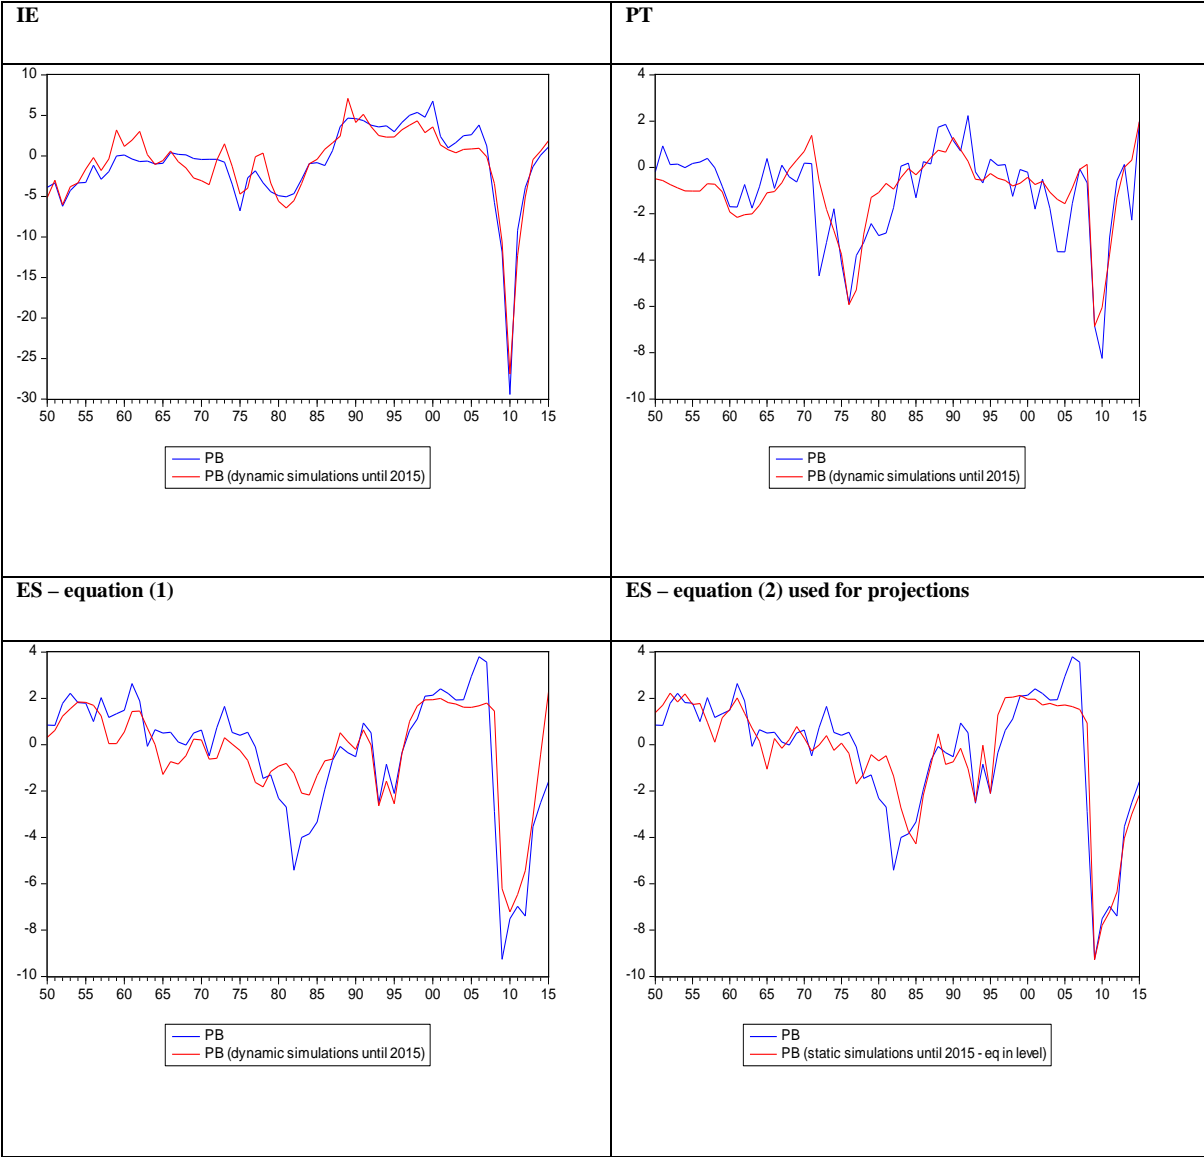 IE
PT
10
5
0
-5
-10
-15
-20
-25
-30
50 55 60 65 70 75 80 85 90 95 00 05 10 15
PB
PB (dynamic simulations until 2015)
4
2
0
-2
-4
-6
-8
-10
50 55 60 65 70 75 80 85 90 95 00 05 10 15
PB
PB (dynamic simulations until 2015)
ES – equation (1)
ES – equation (2) used for projections
4
2
0
-2
-4
-6
-8
-10
50 55 60 65 70 75 80 85 90 95 00 05 10 15
PB
PB (dynamic simulations until 2015)
4
2
0
-2
-4
-6
-8
-10
50 55 60 65 70 75 80 85 90 95 00 05 10 15
PB
PB (static simulations until 2015 - eq in level)